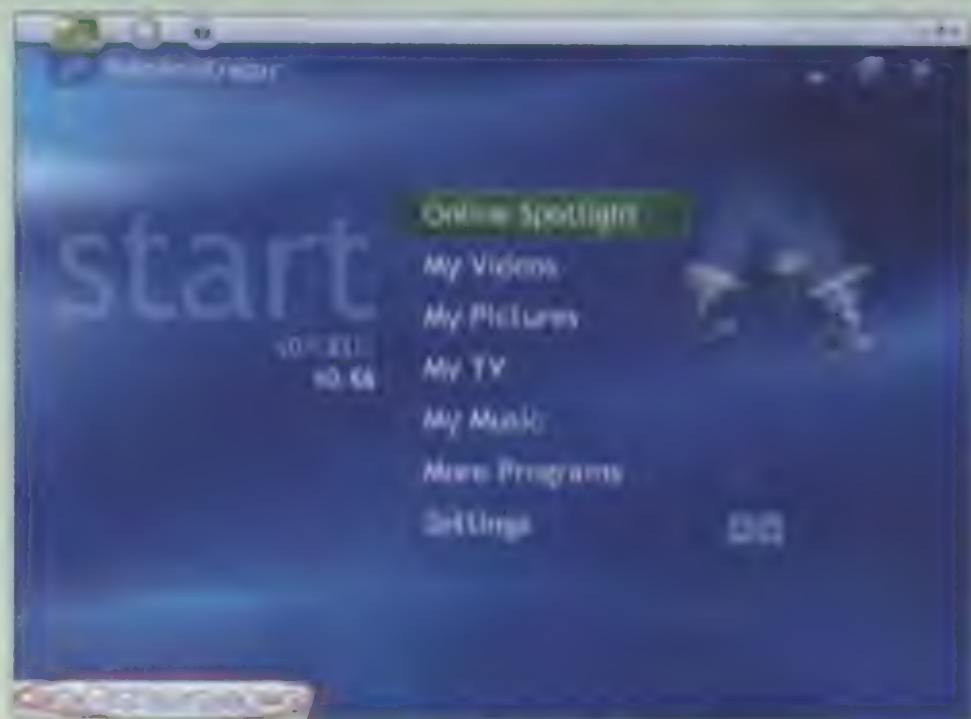 start
Online Spotlight
My Videos
My Pictures
My TV
My Music
More Programs
Settings